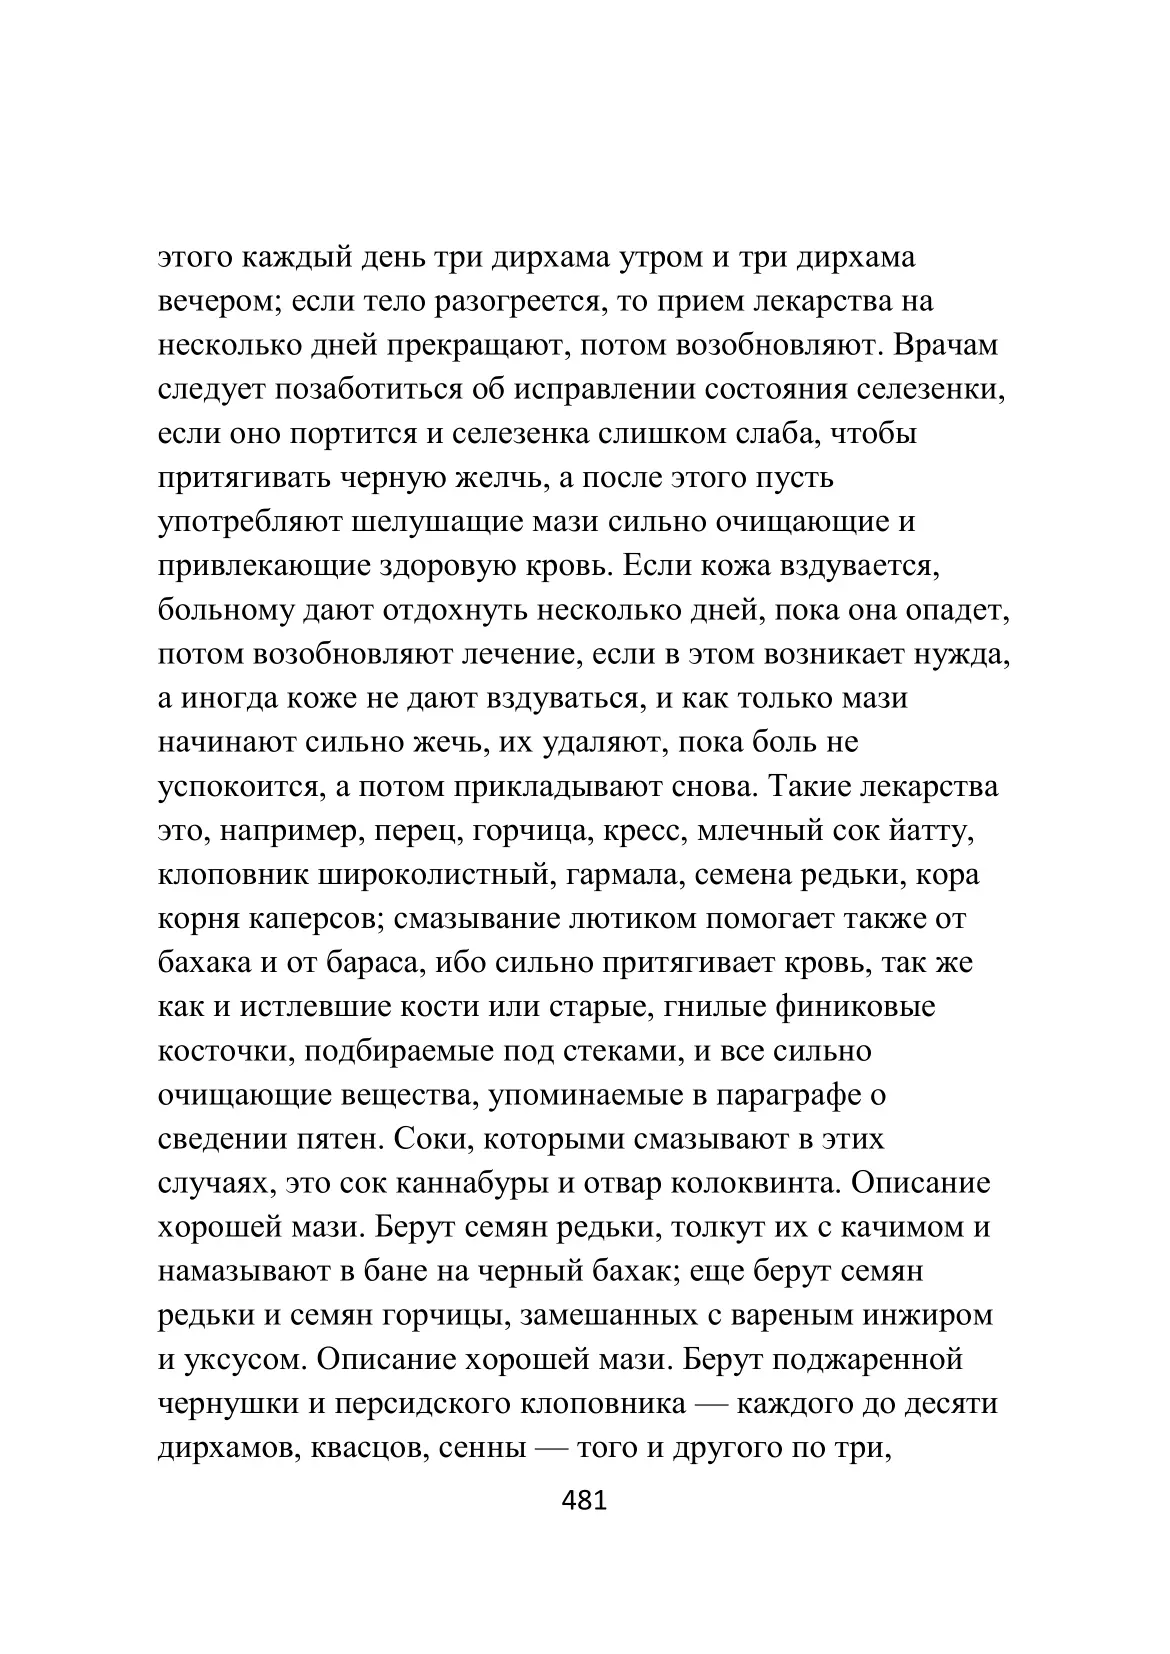 этого каждый день три дирхама утром и три дирхама
вечером; если тело разогреется, то прием лекарства на
несколько дней прекращают, потом возобновляют. Врачам
следует позаботиться об исправлении состояния селезенки,
если оно портится и селезенка слишком слаба, чтобы
притягивать черную желчь, а после этого пусть
употребляют шелушащие мази сильно очищающие и
привлекающие здоровую кровь. Если кожа вздувается,
больному дают отдохнуть несколько дней, пока она опадет,
потом возобновляют лечение, если в этом возникает нужда,
а иногда коже не дают вздуваться, и как только мази
начинают сильно жечь, их удаляют, пока боль не
успокоится, а потом прикладывают снова. Такие лекарства
это, например, перец, горчица, кресс, млечный сок йатту,
клоповник широколистный, гармала, семена редьки, кора
корня каперсов; смазывание лютиком помогает также от
бахака и от бараса, ибо сильно притягивает кровь, так же
как и истлевшие кости или старые, гнилые финиковые
косточки, подбираемые под стеками, и все сильно
очищающие вещества, упоминаемые в параграфе о
сведении пятен. Соки, которыми смазывают в этих
случаях, это сок каннабуры и отвар колоквинта. Описание
хорошей мази. Берут семян редьки, толкут их с качимом и
намазывают в бане на черный бахак; еще берут семян
редьки и семян горчицы, замешанных с вареным инжиром
и уксусом. Описание хорошей мази. Берут поджаренной
чернушки и персидского клоповника — каждого до десяти
дирхамов, квасцов, сенны — того и другого по три,
481